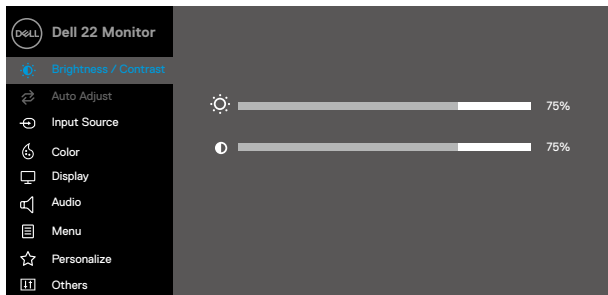 DELL
Dell 22 Monitor
Brightness / Contrast
Auto Adjust
75%
Input Source
Color
75%
Display
Audio
Menu
Personalize
Others